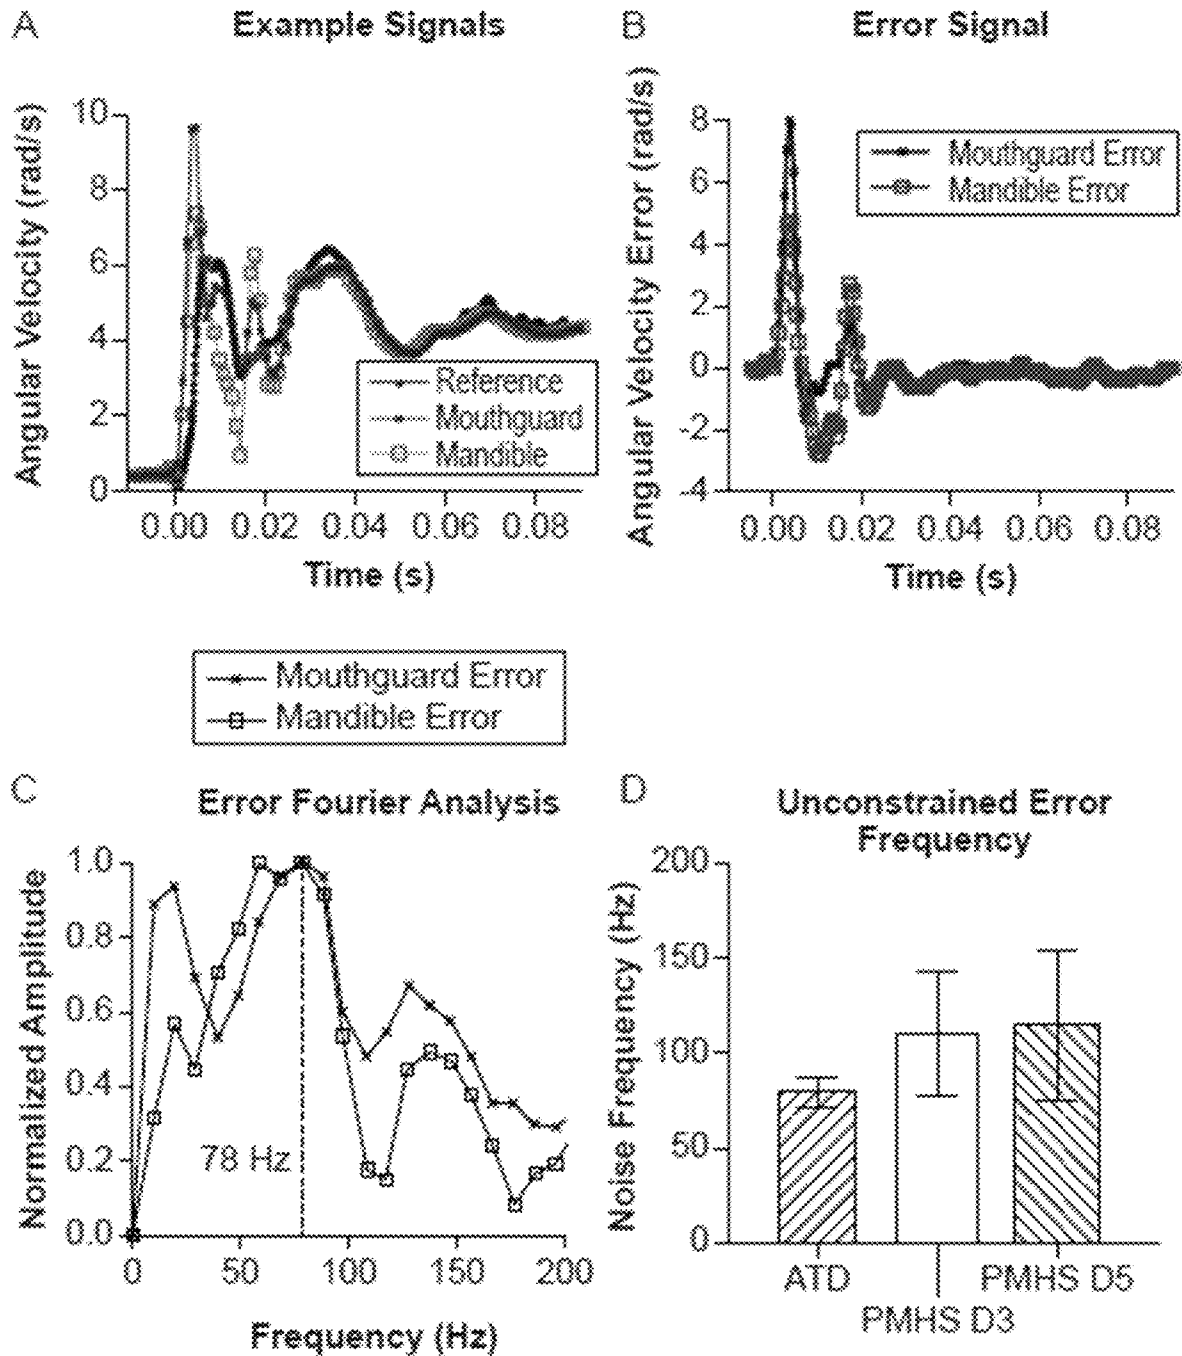 A
Example Signals
Angular Velocity (rad/s)
10
8
6
4
2
0
0.00 0.02 0.04 0.06 0.08
Time (s)
Reference
Mouthguard
Mandible
B
Error Signal
Angular Velocity Error (rad/s)
8
6
4
2
0
-2
-4
0.00 0.02 0.04 0.06 0.08
Time (s)
Mouthguard Error
Mandible Error
Mouthguard Error
Mandible Error
C
Error Fourier Analysis
Normalized Amplitude
1.0
0.8
0.6
0.4
0.2
0.0
78 Hz
0 50 100 150 200
Frequency (Hz)
D
Unconstrained Error
Frequency
Noise Frequency (Hz)
200
150
100
50
0
ATD
PMHS D3
PMHS D5